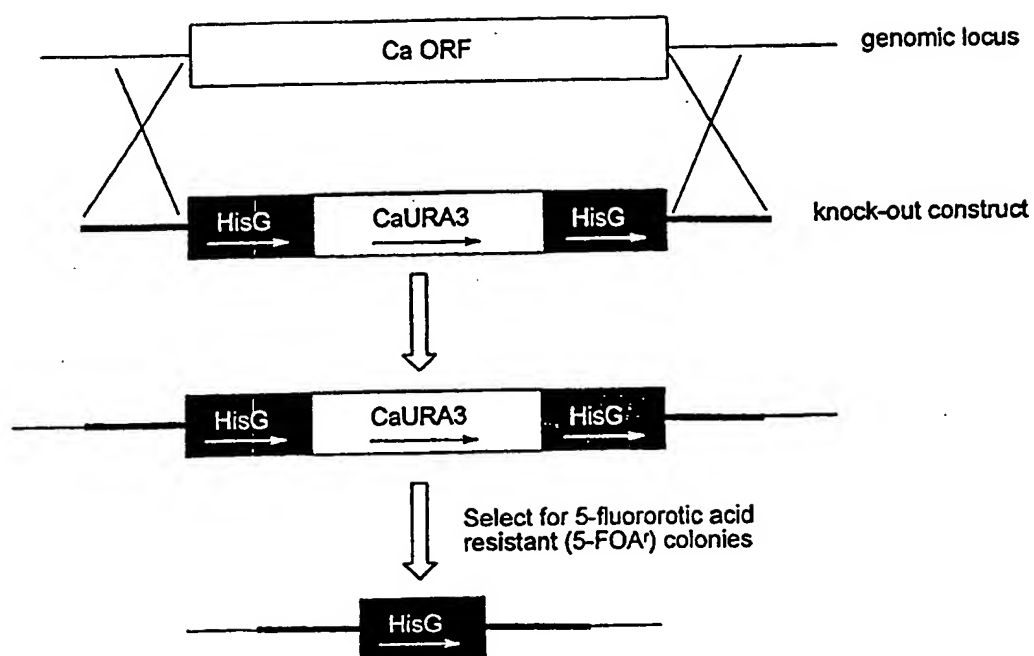 Ca ORF
genomic locus
HisG
CaURA3
HisG
knock-out construct
HisG
CaURA3
HisG
Select for 5-fluororotic acid
resistant (5-FOAʳ) colonies
HisG